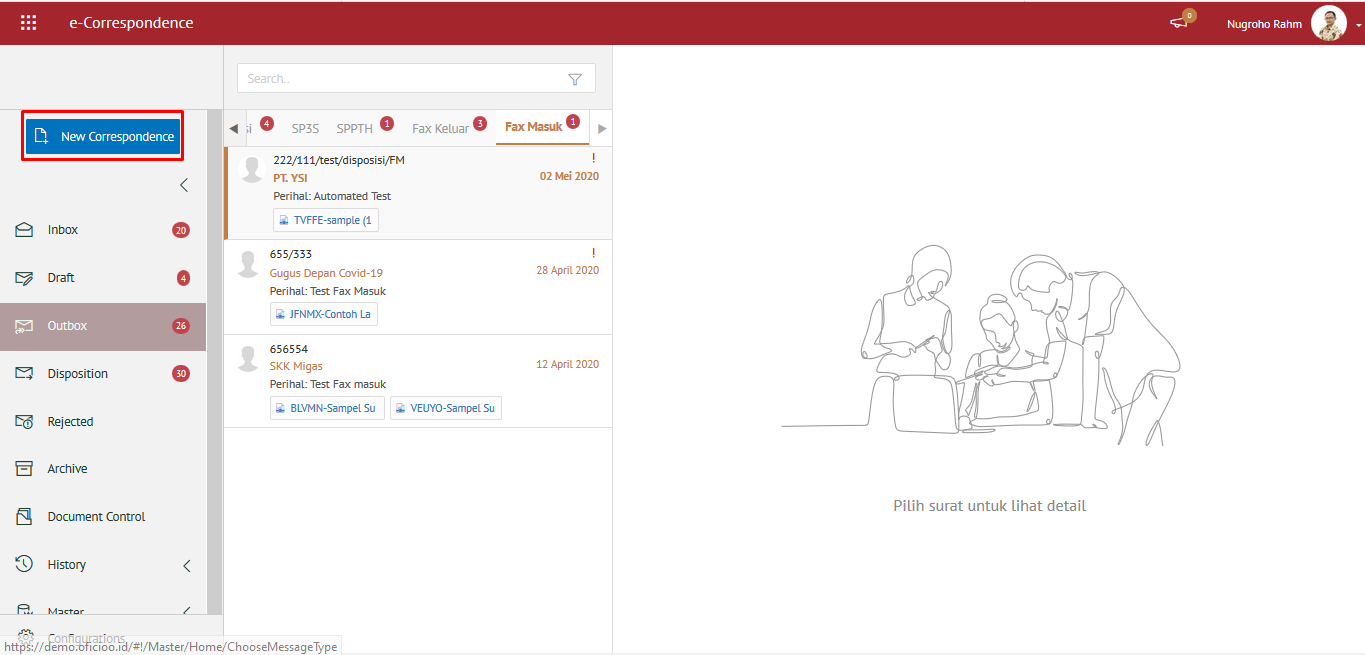 e-Correspondence
0
Nugroho Rahm
Search..
New Correspondence
si 4
SP3S
SPPTH 1
Fax Keluar 3
Fax Masuk 1
222/111/test/disposisi/FM
!
PT. YSI
02 Mei 2020
Perihal: Automated Test
TVFFE-sample (1
655/333
!
Gugus Depan Covid-19
28 April 2020
Perihal: Test Fax Masuk
JFNMX-Contoh La
656554
SKK Migas
12 April 2020
Perihal: Test Fax masuk
BLVMN-Sampel Su
VEUYO-Sampel Su
Inbox 20
Draft 4
Outbox 26
Disposition 30
Rejected
Archive
Document Control
History
Master
Configurations
https://demo.oficioo.id/#!/Master/Home/ChooseMessageType
Pilih surat untuk lihat detail